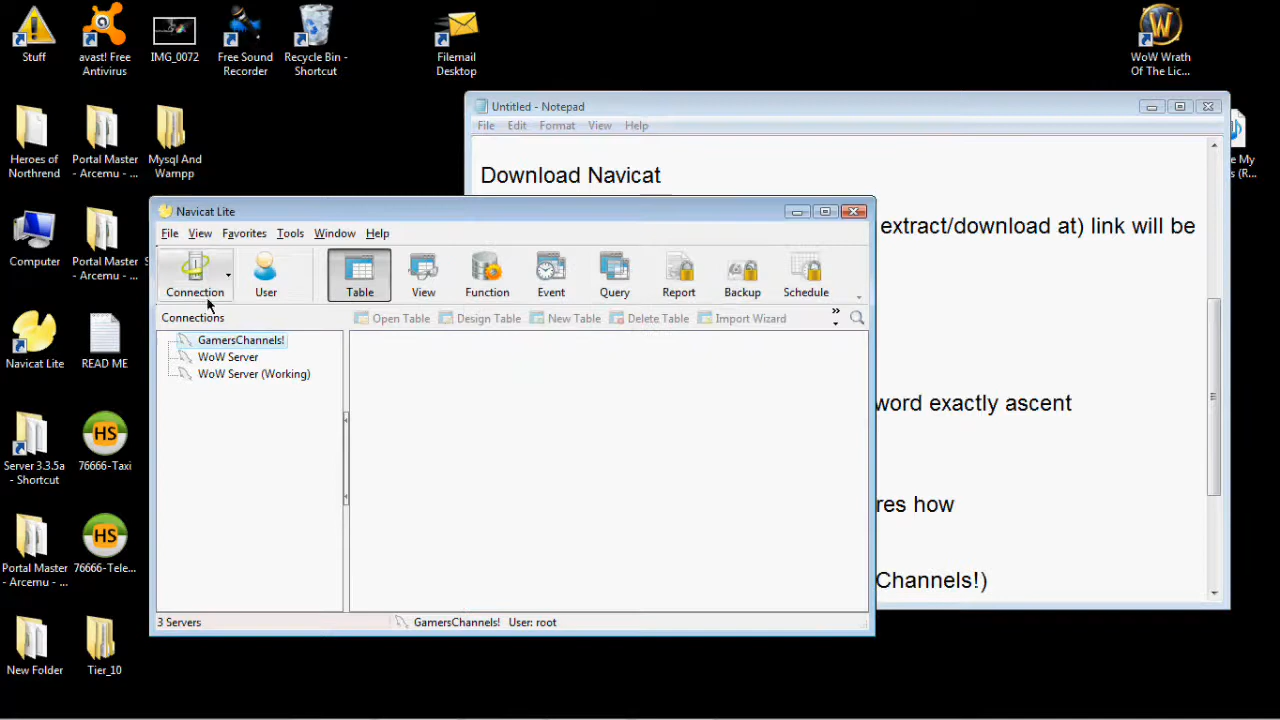 Stuff
avast! Free
Antivirus
IMG_0072
Free Sound
Recorder
Recycle Bin -
Shortcut
Filemail
Desktop
WoW Wrath
Of The Lic...
Heroes of
Northrend
Portal Master
- Arcemu - ...
Mysql And
Wampp
Computer
Portal Master
- Arcemu - ...
Navicat Lite
READ ME
Server 3.3.5a
- Shortcut
HS
76666-Taxi
Portal Master
- Arcemu - ...
HS
76666-Tele...
New Folder
Tier_10
Untitled - Notepad
File Edit Format View Help
Download Navicat
extract/download at) link will be
word exactly ascent
res how
Channels!)
Navicat Lite
File View Favorites Tools Window Help
Connection User Table View Function Event Query Report Backup Schedule
Connections
Open Table Design Table New Table Delete Table Import Wizard
GamersChannels!
WoW Server
WoW Server (Working)
3 Servers
GamersChannels! User: root